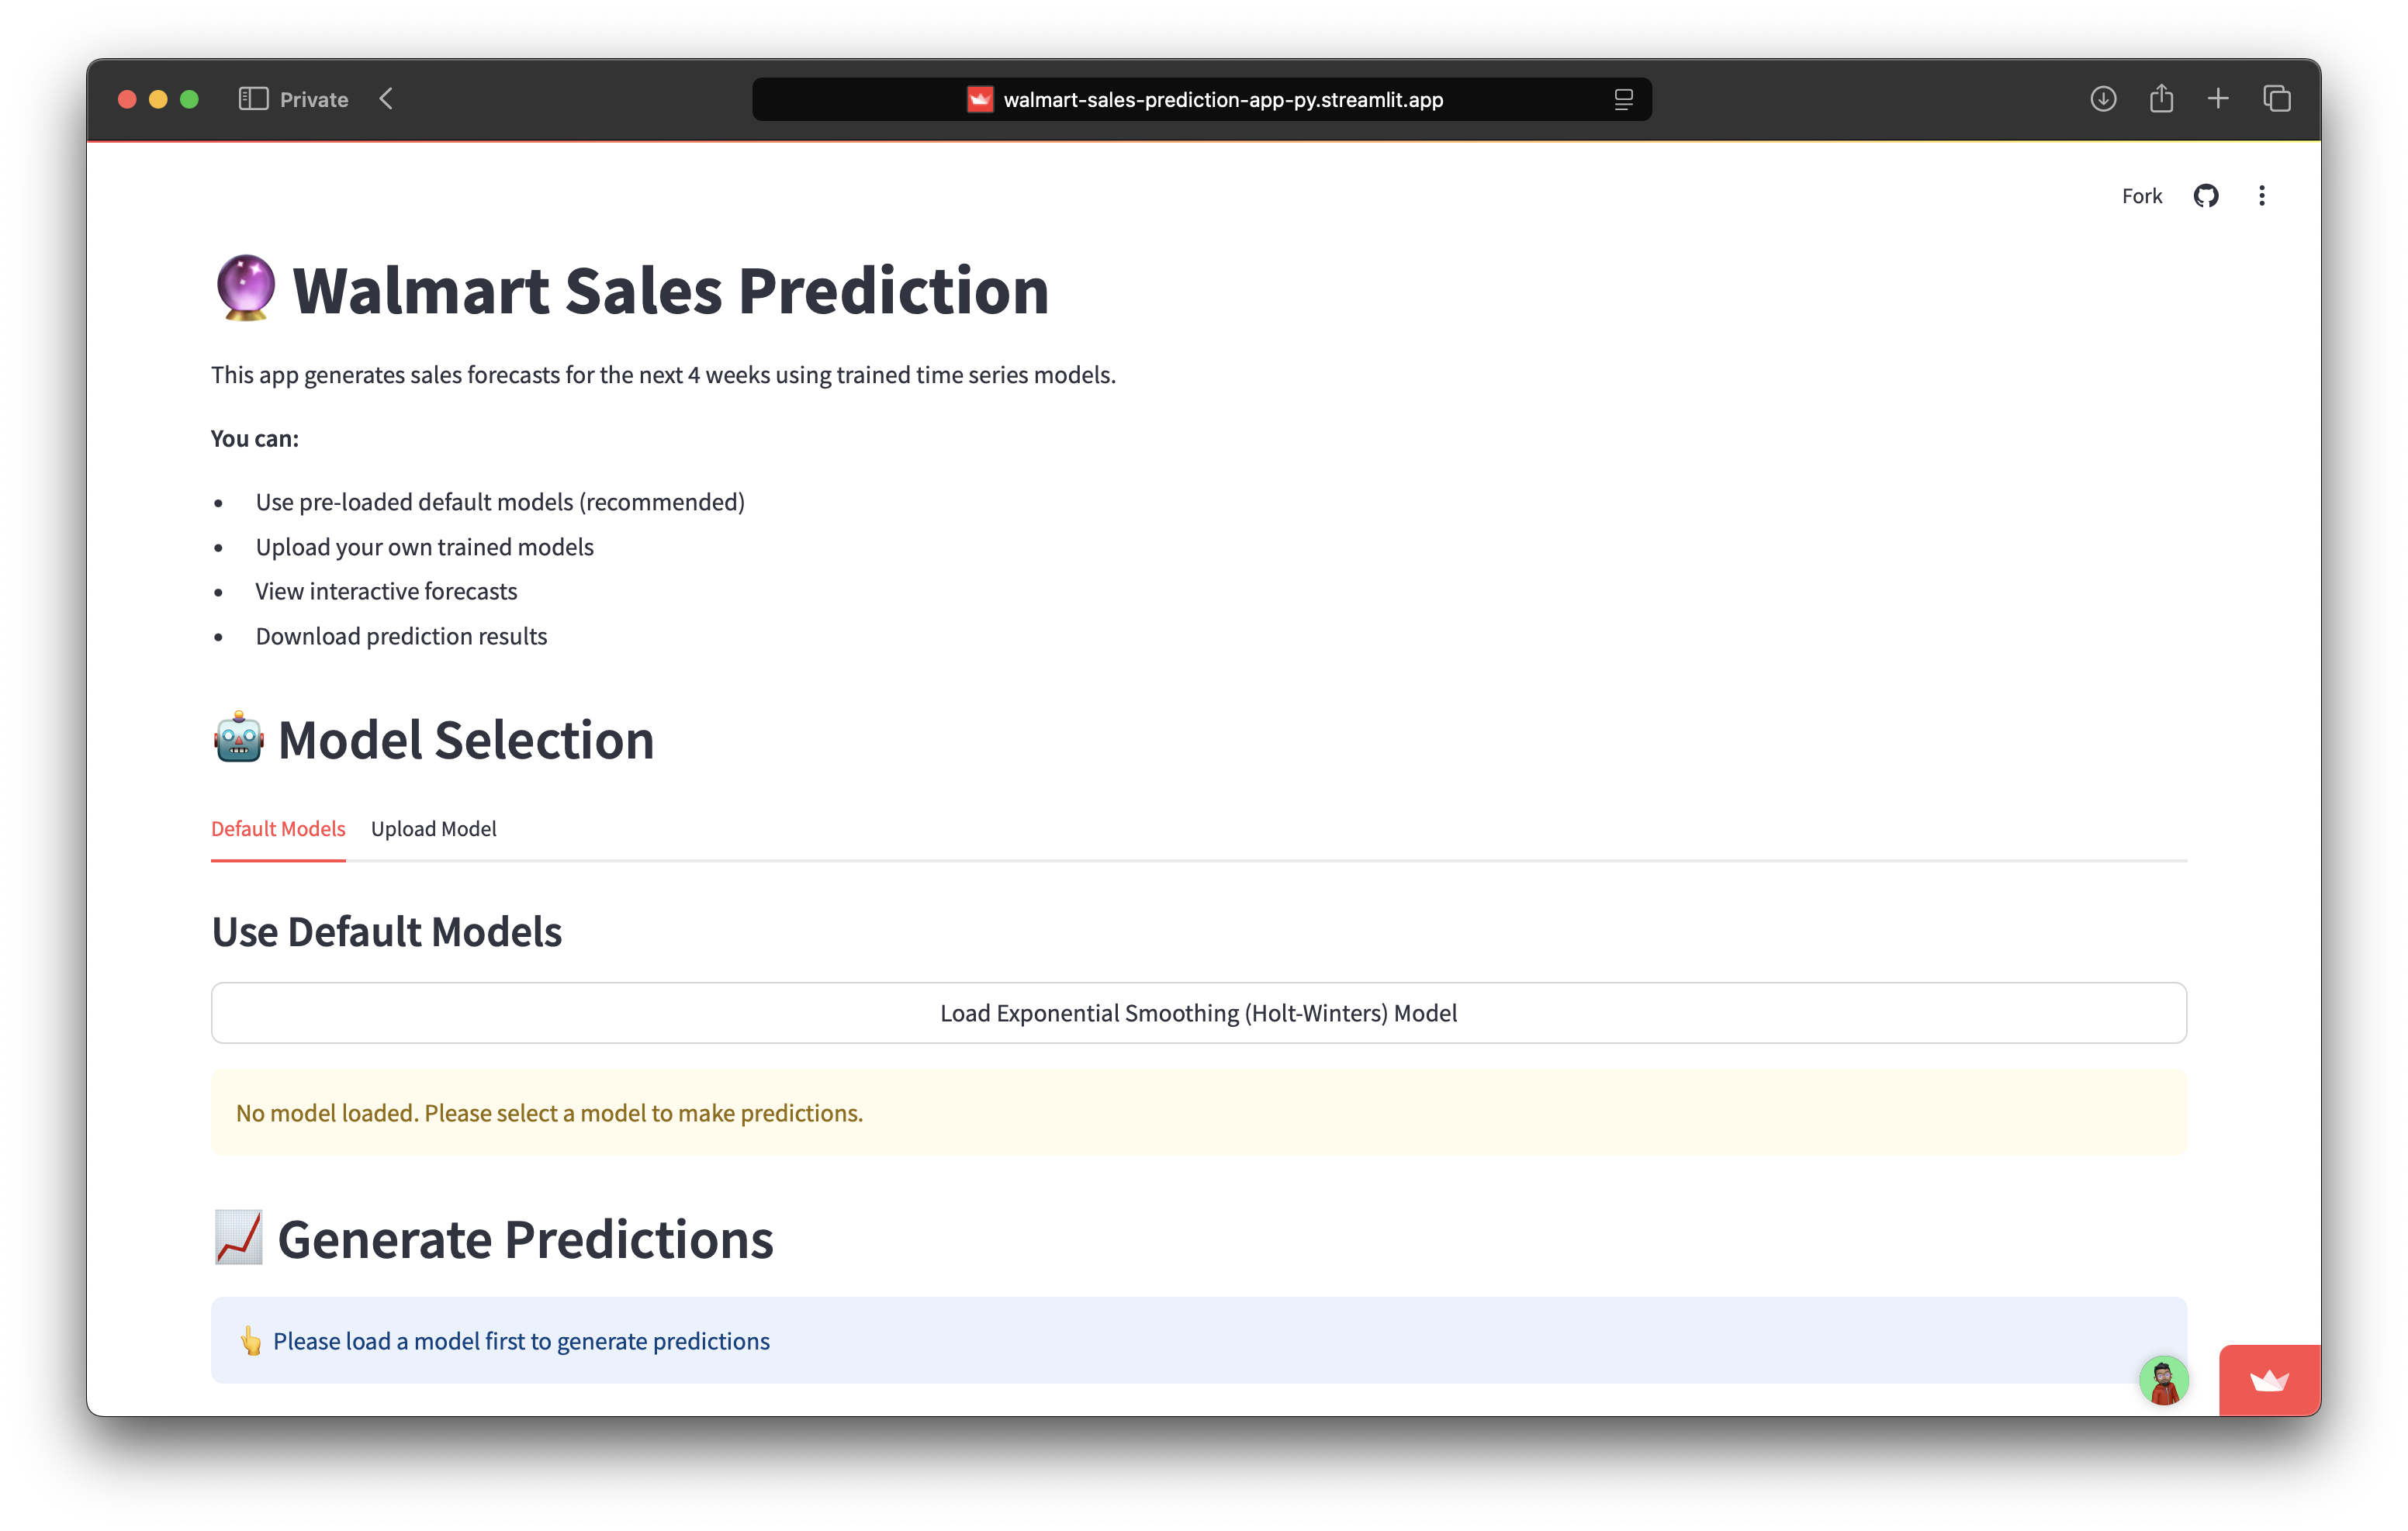 Private
walmart-sales-prediction-app-py.streamlit.app
Fork
Walmart Sales Prediction
This app generates sales forecasts for the next 4 weeks using trained time series models.
You can:
Use pre-loaded default models (recommended)
Upload your own trained models
View interactive forecasts
Download prediction results
Model Selection
Default Models Upload Model
Use Default Models
Load Exponential Smoothing (Holt-Winters) Model
No model loaded. Please select a model to make predictions.
Generate Predictions
Please load a model first to generate predictions